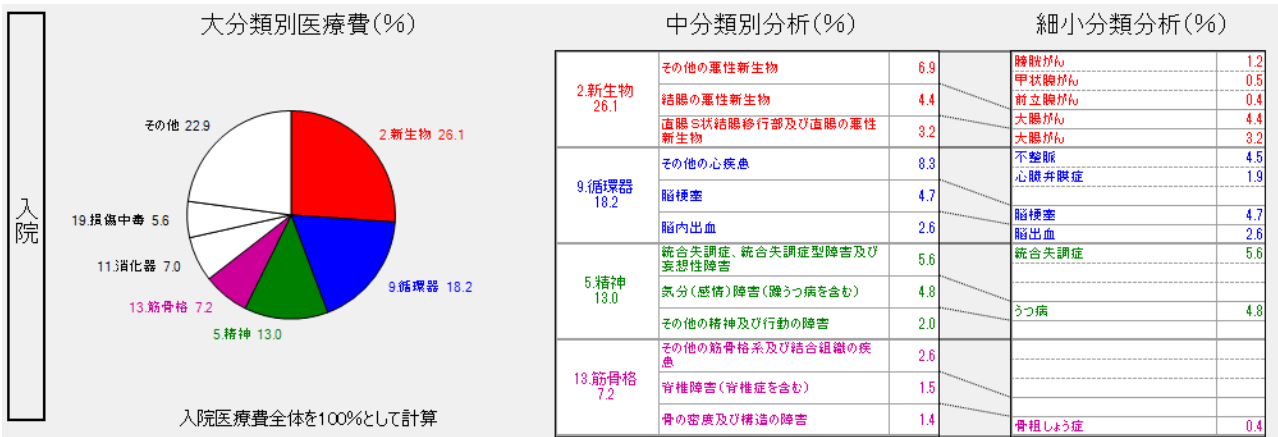 大分類別医療費(%)
中分類別分析(%)
細小分類分析(%)
入院
その他 22.9
2.新生物 26.1
19.損傷中毒 5.6
11.消化器 7.0
9.循環器 18.2
13.筋骨格 7.2
5.精神 13.0
入院医療費全体を100%として計算
2.新生物
26.1
その他の悪性新生物 6.9
結腸の悪性新生物 4.4
直腸S状結腸移行部及び直腸の悪性
新生物 3.2
膀胱がん 1.2
甲状腺がん 0.5
前立腺がん 0.4
大腸がん 4.4
大腸がん 3.2
9.循環器
18.2
その他の心疾患 8.3
脳梗塞 4.7
脳内出血 2.6
不整脈 4.5
心臓弁膜症 1.9
脳梗塞 4.7
脳出血 2.6
5.精神
13.0
統合失調症、統合失調症型障害及び
妄想性障害 5.6
気分(感情)障害(躁うつ病を含む) 4.8
その他の精神及び行動の障害 2.0
統合失調症 5.6
うつ病 4.8
13.筋骨格
7.2
その他の筋骨格系及び結合組織の疾
患 2.6
脊椎障害(脊椎症を含む) 1.5
骨の密度及び構造の障害 1.4
骨粗しょう症 0.4